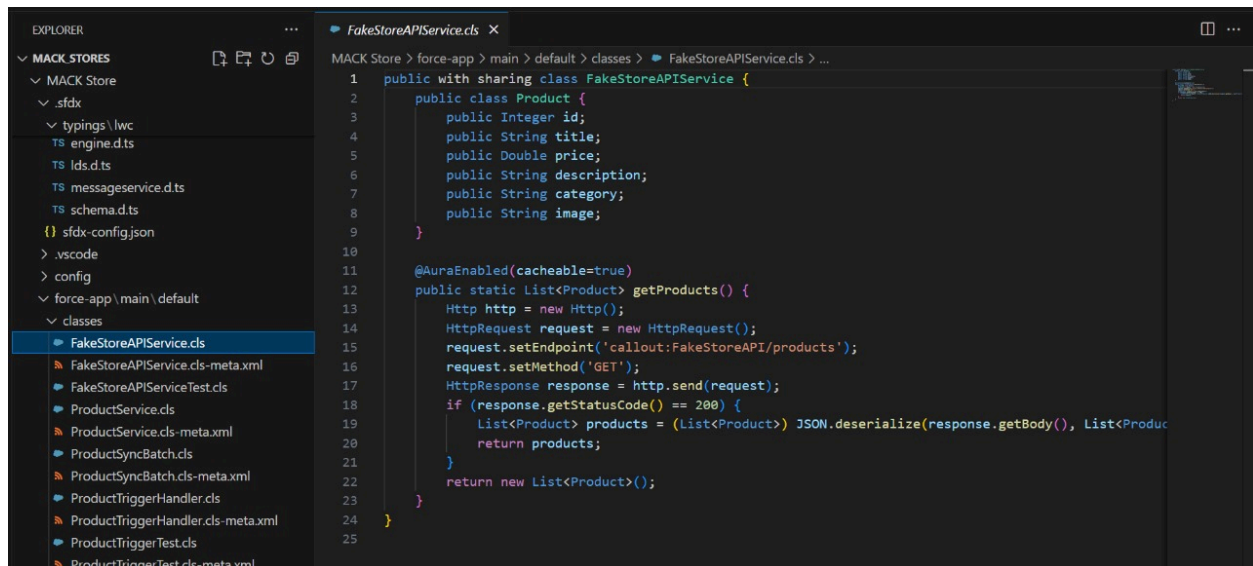 EXPLORER
MACK_STORES
MACK Store
.sfdx
typings\lwc
TS engine.d.ts
TS lds.d.ts
TS messageservice.d.ts
TS schema.d.ts
{} sfdx-config.json
.vscode
config
force-app\main\default
classes
FakeStoreAPIService.cls
FakeStoreAPIService.cls-meta.xml
FakeStoreAPIServiceTest.cls
ProductService.cls
ProductService.cls-meta.xml
ProductSyncBatch.cls
ProductSyncBatch.cls-meta.xml
ProductTriggerHandler.cls
ProductTriggerHandler.cls-meta.xml
ProductTriggerTest.cls
ProductTriggerTest.cls-meta.xml
FakeStoreAPIService.cls
MACK Store > force-app > main > default > classes > FakeStoreAPIService.cls > ...
1 public with sharing class FakeStoreAPIService {
2 public class Product {
3 public Integer id;
4 public String title;
5 public Double price;
6 public String description;
7 public String category;
8 public String image;
9 }
10
11 @AuraEnabled(cacheable=true)
12 public static List<Product> getProducts() {
13 Http http = new Http();
14 HttpRequest request = new HttpRequest();
15 request.setEndpoint('callout:FakeStoreAPI/products');
16 request.setMethod('GET');
17 HttpResponse response = http.send(request);
18 if (response.getStatusCode() == 200) {
19 List<Product> products = (List<Product>) JSON.deserialize(response.getBody(), List<Produc
20 return products;
21 }
22 return new List<Product>();
23 }
24 }
25